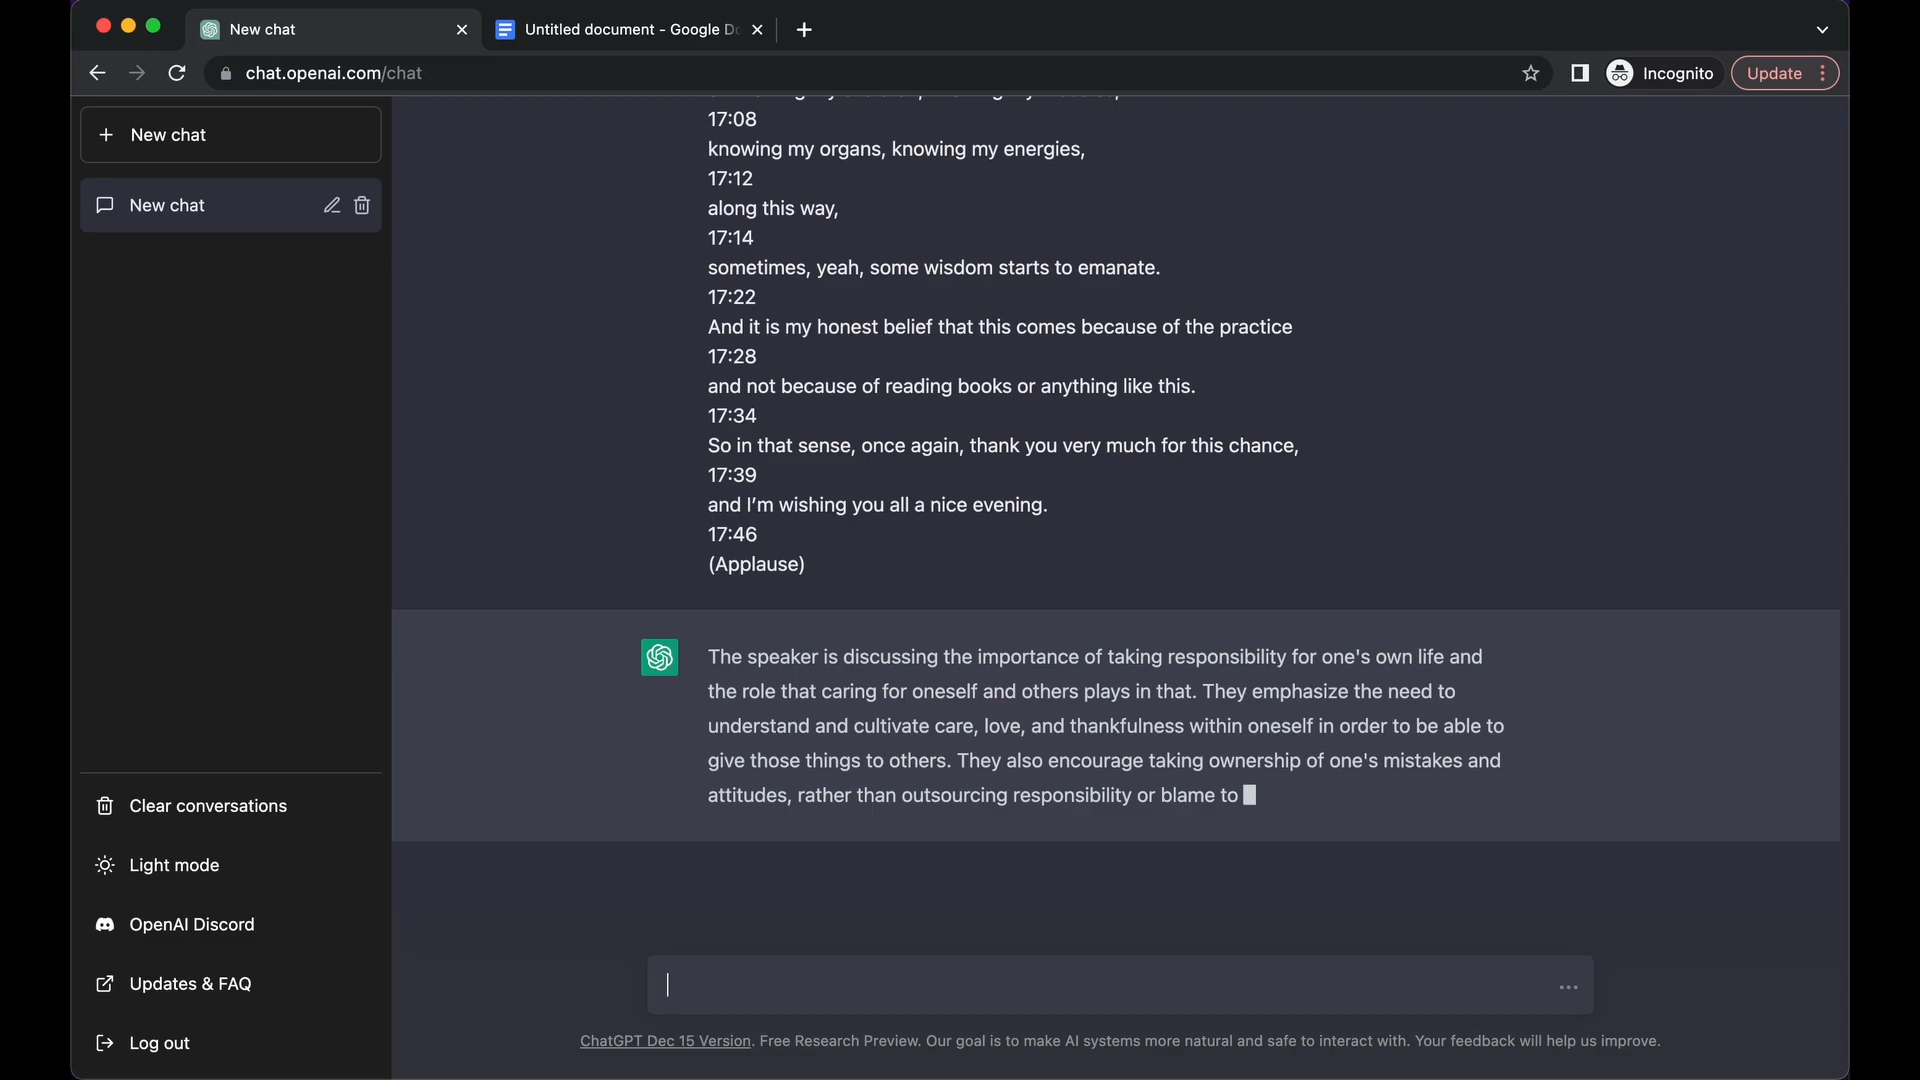 New chat
Untitled document - Google Do
chat.openai.com/chat
Incognito
Update
New chat
New chat
Clear conversations
Light mode
OpenAI Discord
Updates & FAQ
Log out
17:08
knowing my organs, knowing my energies,
17:12
along this way,
17:14
sometimes, yeah, some wisdom starts to emanate.
17:22
And it is my honest belief that this comes because of the practice
17:28
and not because of reading books or anything like this.
17:34
So in that sense, once again, thank you very much for this chance,
17:39
and I’m wishing you all a nice evening.
17:46
(Applause)
The speaker is discussing the importance of taking responsibility for one's own life and
the role that caring for oneself and others plays in that. They emphasize the need to
understand and cultivate care, love, and thankfulness within oneself in order to be able to
give those things to others. They also encourage taking ownership of one's mistakes and
attitudes, rather than outsourcing responsibility or blame to
ChatGPT Dec 15 Version. Free Research Preview. Our goal is to make AI systems more natural and safe to interact with. Your feedback will help us improve.